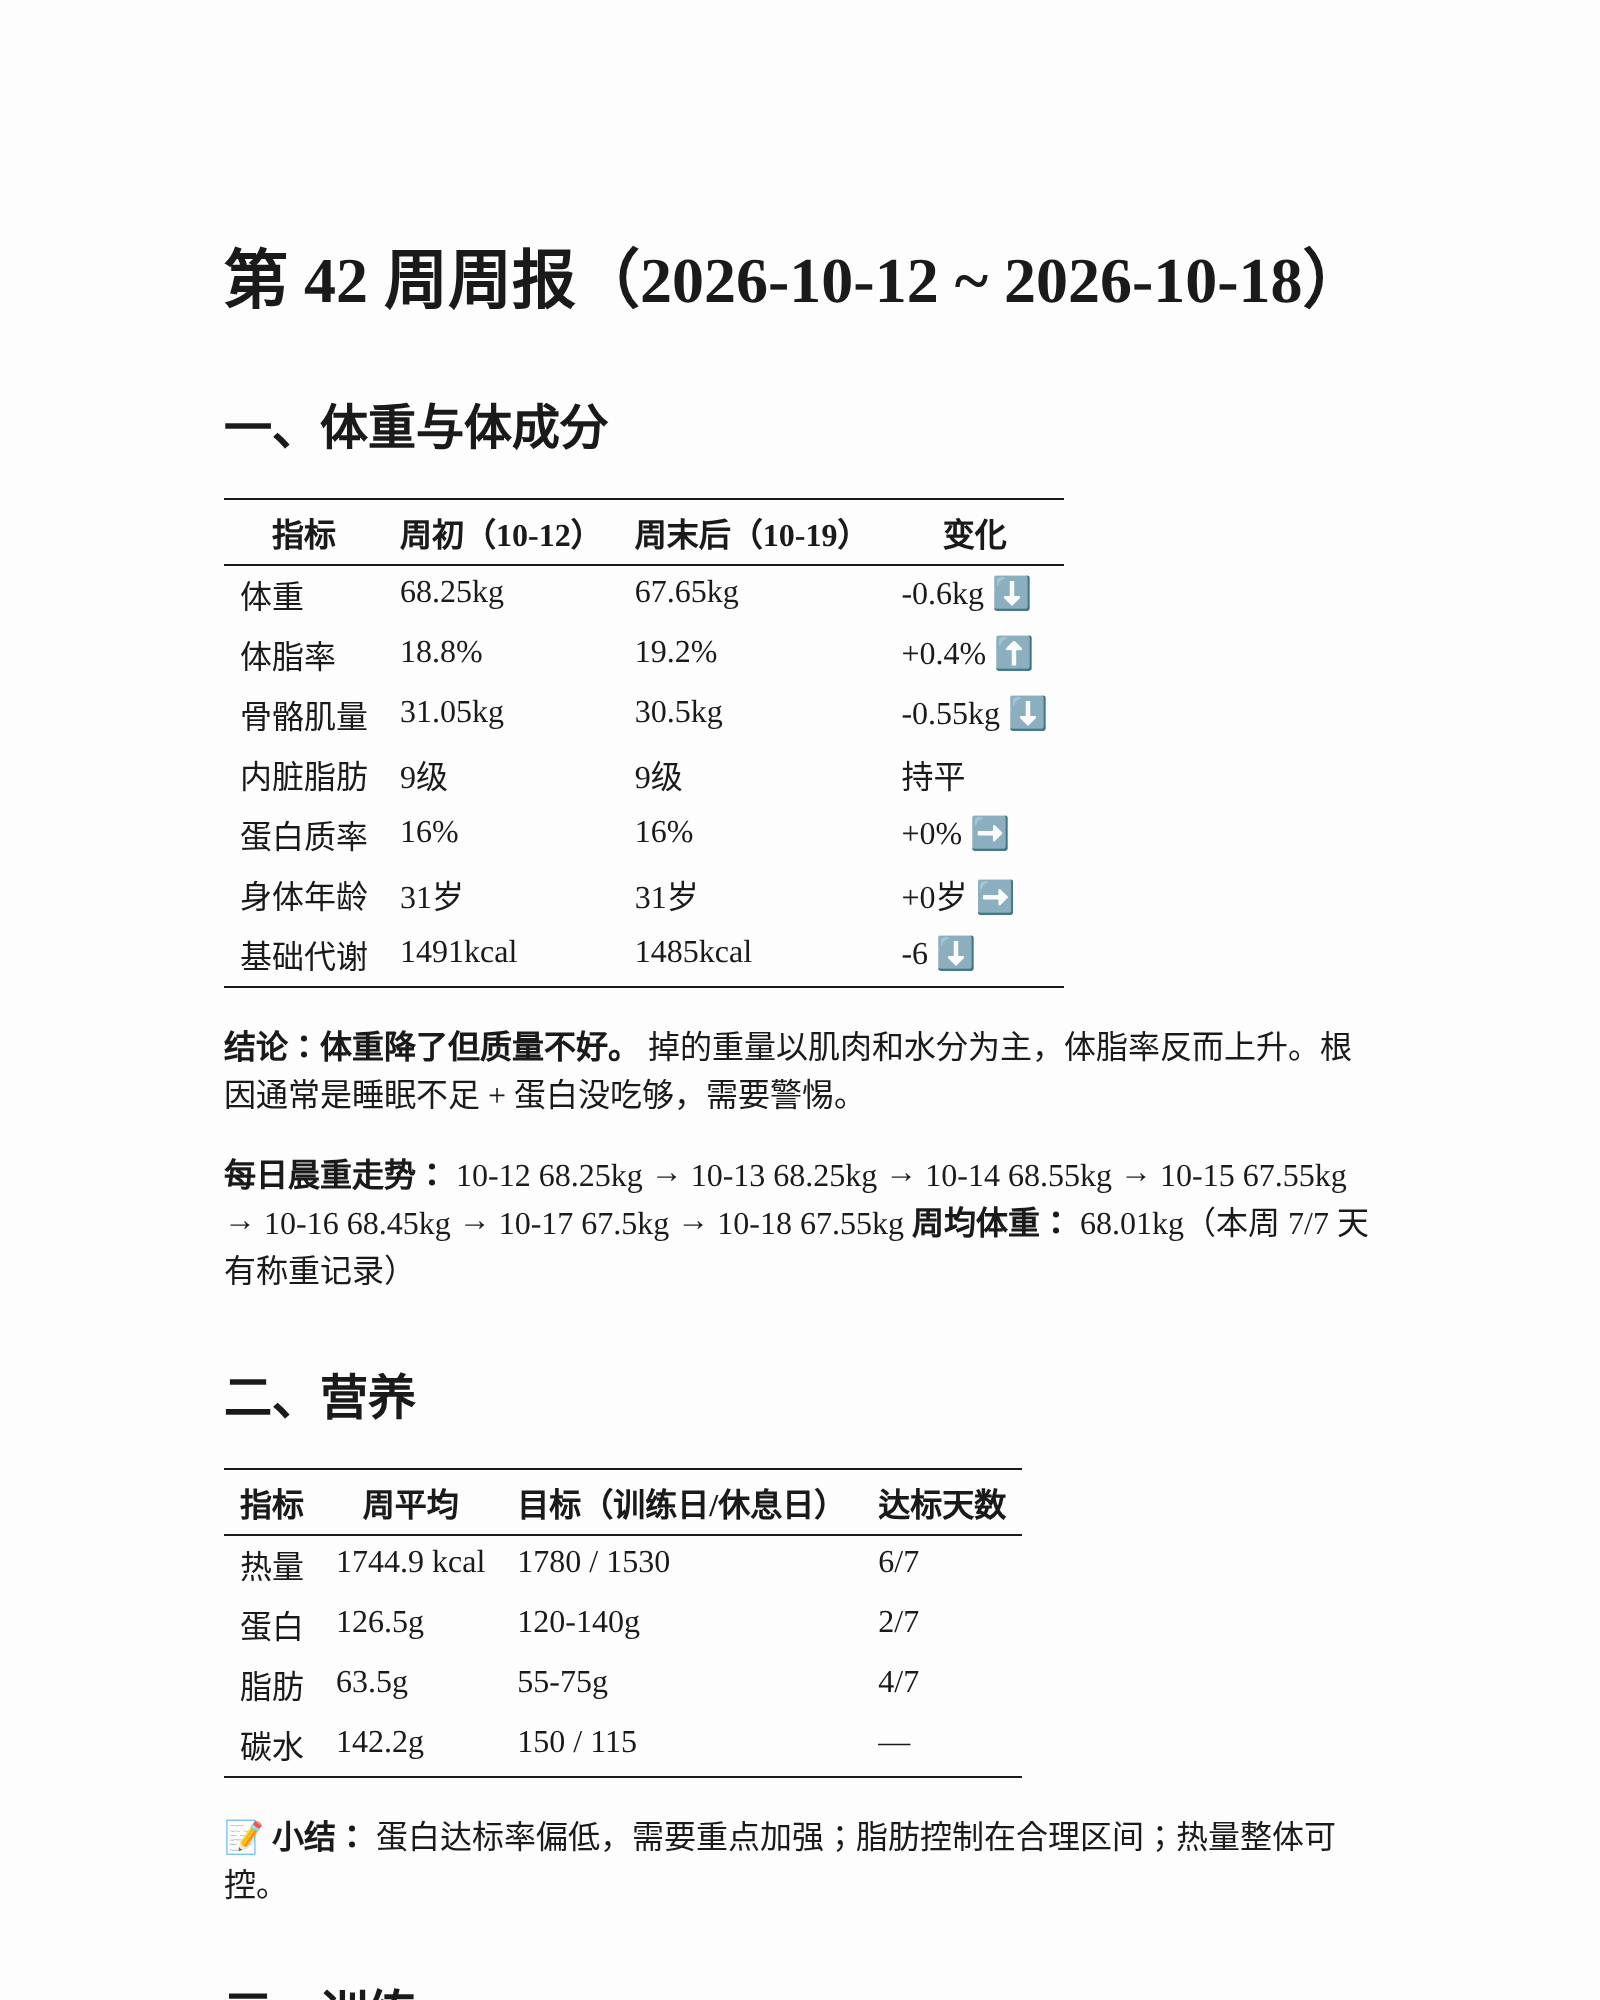 第 42 周周报（2026-10-12 ~ 2026-10-18）
一、体重与体成分
指标 周初（10-12） 周末后（10-19） 变化
体重 68.25kg 67.65kg -0.6kg ⬇️
体脂率 18.8% 19.2% +0.4% ⬆️
骨骼肌量 31.05kg 30.5kg -0.55kg ⬇️
内脏脂肪 9级 9级 持平
蛋白质率 16% 16% +0% ➡️
身体年龄 31岁 31岁 +0岁 ➡️
基础代谢 1491kcal 1485kcal -6 ⬇️
结论：体重降了但质量不好。 掉的重量以肌肉和水分为主，体脂率反而上升。根
因通常是睡眠不足 + 蛋白没吃够，需要警惕。
每日晨重走势： 10-12 68.25kg → 10-13 68.25kg → 10-14 68.55kg → 10-15 67.55kg
→ 10-16 68.45kg → 10-17 67.5kg → 10-18 67.55kg 周均体重： 68.01kg（本周 7/7 天
有称重记录）
二、营养
指标 周平均 目标（训练日/休息日） 达标天数
热量 1744.9 kcal 1780 / 1530 6/7
蛋白 126.5g 120-140g 2/7
脂肪 63.5g 55-75g 4/7
碳水 142.2g 150 / 115 —
📝 小结： 蛋白达标率偏低，需要重点加强；脂肪控制在合理区间；热量整体可
控。